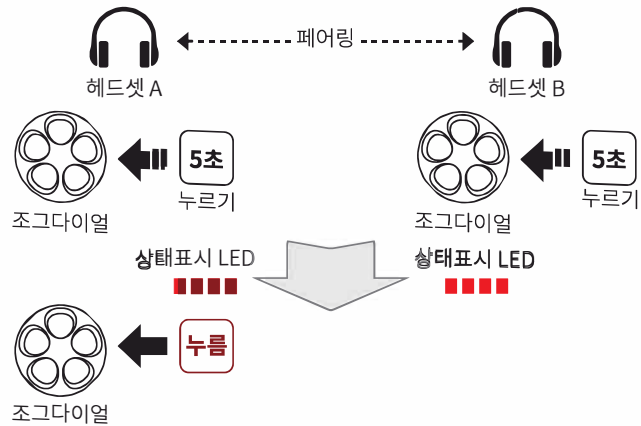 페어링
헤드셋 A
헤드셋 B
5초
5초
누르기
누르기
조그다이얼
조그다이얼
상태표시 LED
상태표시 LED
누름
조그다이얼